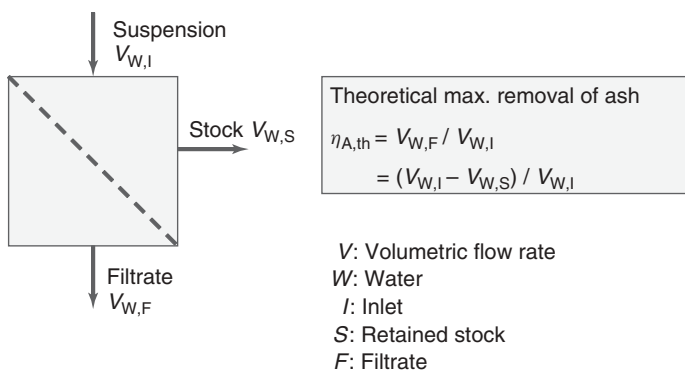 Suspension
V_W,I
Stock V_W,S
Filtrate
V_W,F
Theoretical max. removal of ash
η_A,th = V_W,F / V_W,I
= (V_W,I – V_W,S) / V_W,I
V: Volumetric flow rate
W: Water
I: Inlet
S: Retained stock
F: Filtrate